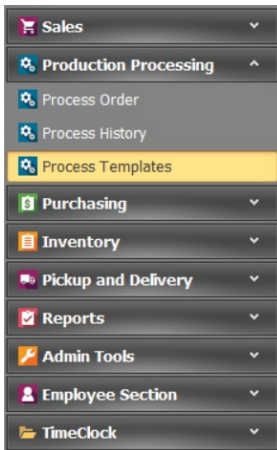 Sales
Production Processing
Process Order
Process History
Process Templates
Purchasing
Inventory
Pickup and Delivery
Reports
Admin Tools
Employee Section
TimeClock